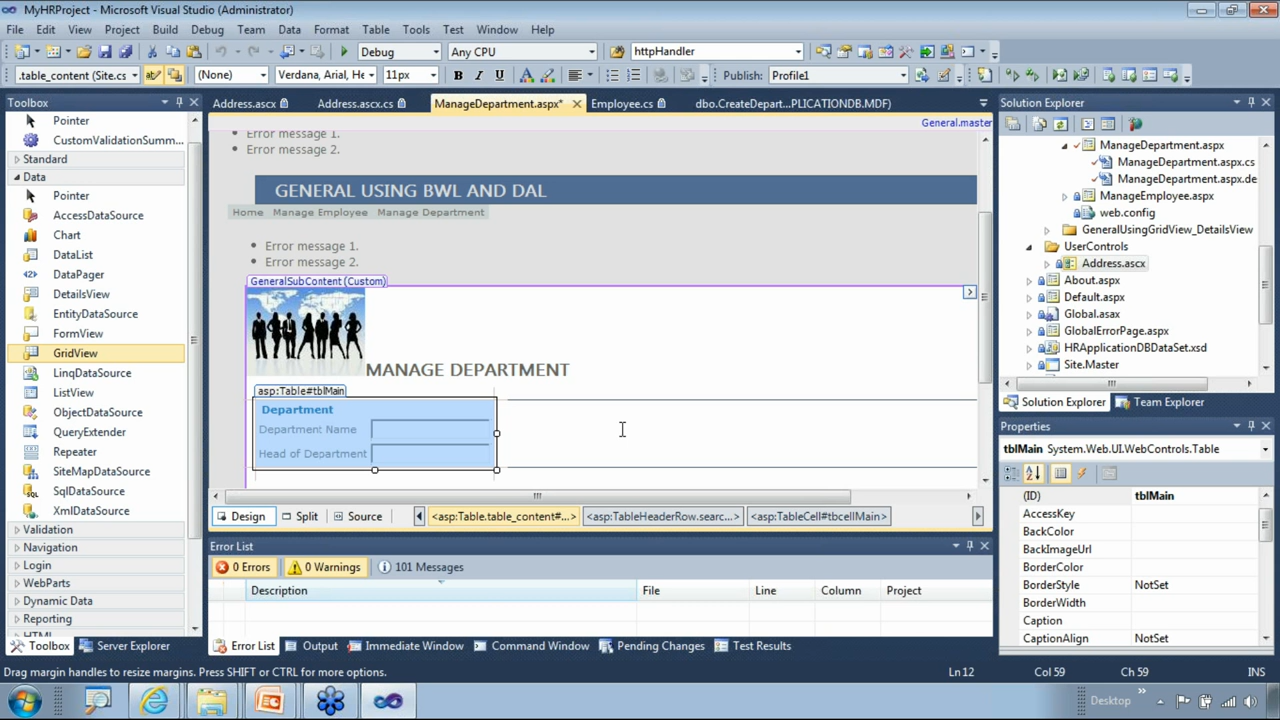 MyHRProject - Microsoft Visual Studio (Administrator)
File Edit View Project Build Debug Team Data Format Table Tools Test Window Help
Debug Any CPU httpHandler
.table_content (Site.cs (None) Verdana, Arial, He 11px B I U A Publish: Profile1
Toolbox
Pointer
CustomValidationSumm...
Standard
Data
Pointer
AccessDataSource
Chart
DataList
DataPager
DetailsView
EntityDataSource
FormView
GridView
LinqDataSource
ListView
ObjectDataSource
QueryExtender
Repeater
SiteMapDataSource
SqlDataSource
XmlDataSource
Validation
Navigation
Login
WebParts
Dynamic Data
Reporting
HTML
Toolbox Server Explorer
Address.ascx Address.ascx.cs ManageDepartment.aspx* Employee.cs dbo.CreateDepart...PLICATIONDB.MDF)
General.master
Error message 1.
Error message 2.
GENERAL USING BWL AND DAL
Home Manage Employee Manage Department
Error message 1.
Error message 2.
GeneralSubContent (Custom)
MANAGE DEPARTMENT
asp:Table#tblMain
Department
Department Name
Head of Department
Design Split Source <asp:Table.table_content#...> <asp:TableHeaderRow.searc...> <asp:TableCell#tbcellMain>
Error List
0 Errors 0 Warnings 101 Messages
Description File Line Column Project
Error List Output Immediate Window Command Window Pending Changes Test Results
Solution Explorer
ManageDepartment.aspx
ManageDepartment.aspx.cs
ManageDepartment.aspx.de
ManageEmployee.aspx
web.config
GeneralUsingGridView_DetailsView
UserControls
Address.ascx
About.aspx
Default.aspx
Global.asax
GlobalErrorPage.aspx
HRApplicationDBDataSet.xsd
Site.Master
Solution Explorer Team Explorer
Properties
tblMain System.Web.UI.WebControls.Table
(ID) tblMain
AccessKey
BackColor
BackImageUrl
BorderColor
BorderStyle NotSet
BorderWidth
Caption
CaptionAlign NotSet
Drag margin handles to resize margins. Press SHIFT or CTRL for more options. Ln 12 Col 59 Ch 59 INS
Desktop